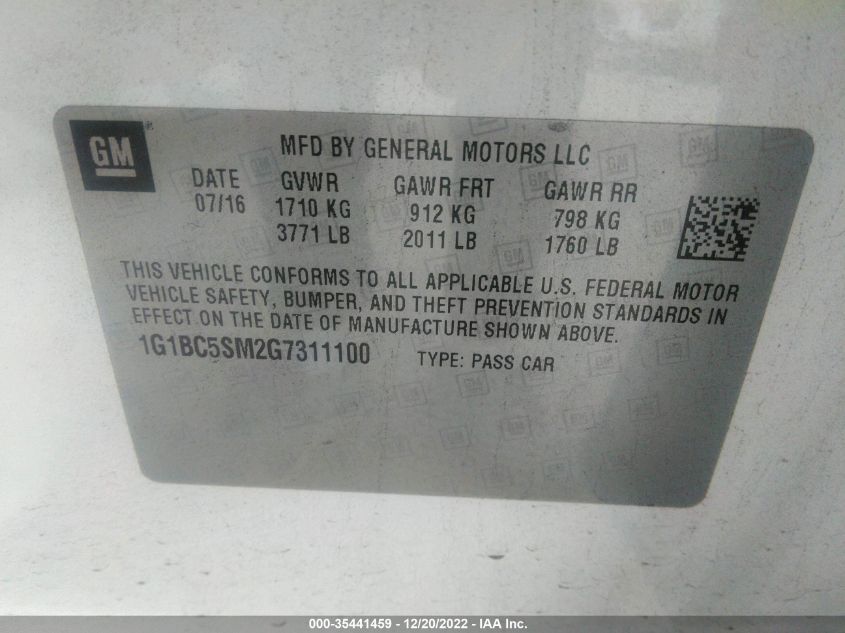 GM
MFD BY GENERAL MOTORS LLC
DATE GVWR GAWR FRT GAWR RR
07/16 1710 KG 912 KG 798 KG
3771 LB 2011 LB 1760 LB
THIS VEHICLE CONFORMS TO ALL APPLICABLE U.S. FEDERAL MOTOR
VEHICLE SAFETY, BUMPER, AND THEFT PREVENTION STANDARDS IN
EFFECT ON THE DATE OF MANUFACTURE SHOWN ABOVE.
1G1BC5SM2G7311100 TYPE: PASS CAR
000-35441459 - 12/20/2022 - IAA Inc.